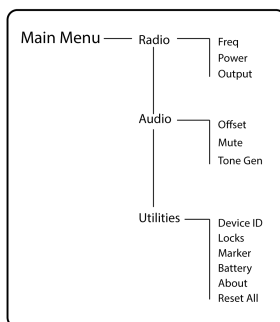 Main Menu Radio
Freq
Power
Output
Audio
Offset
Mute
Tone Gen
Utilities
Device ID
Locks
Marker
Battery
About
Reset All